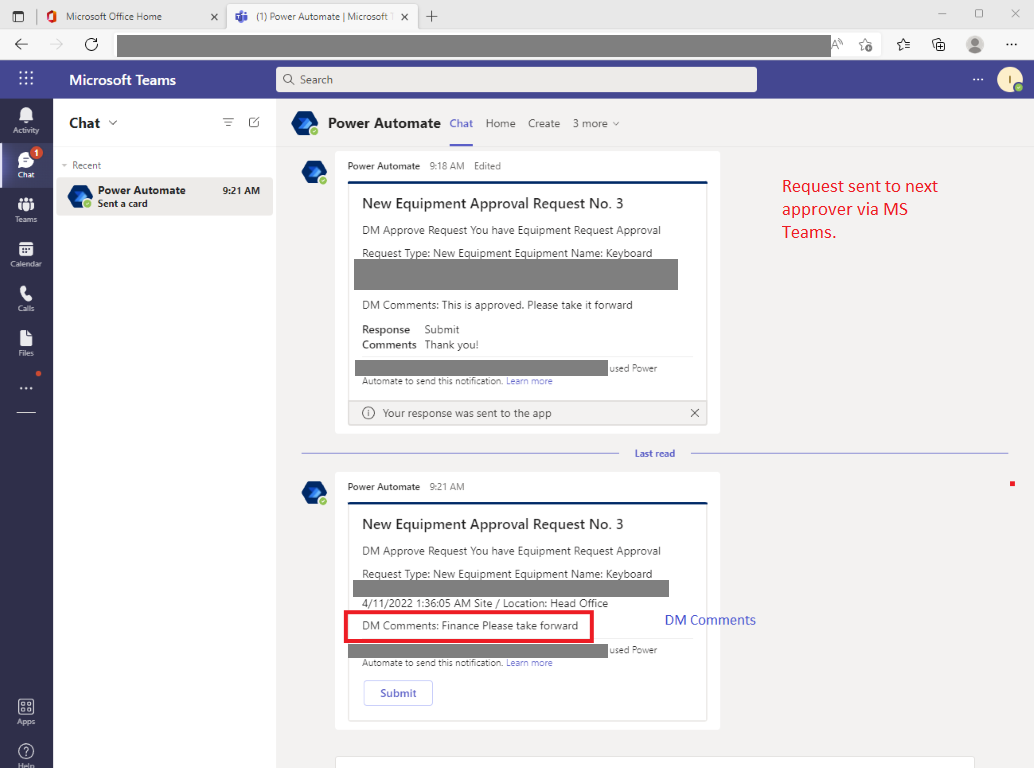 Microsoft Office Home
(1) Power Automate | Microsoft T
Microsoft Teams
Search
I
Activity
Chat
1
Chat
Teams
Calendar
Calls
Files
Apps
Help
Recent
Power Automate 9:21 AM
Sent a card
Power Automate Chat Home Create 3 more
Power Automate 9:18 AM Edited
New Equipment Approval Request No. 3
DM Approve Request You have Equipment Request Approval
Request Type: New Equipment Equipment Name: Keyboard
DM Comments: This is approved. Please take it forward
Response Submit
Comments Thank you!
used Power
Automate to send this notification. Learn more
Your response was sent to the app
Request sent to next
approver via MS
Teams.
Last read
Power Automate 9:21 AM
New Equipment Approval Request No. 3
DM Approve Request You have Equipment Request Approval
Request Type: New Equipment Equipment Name: Keyboard
4/11/2022 1:36:05 AM Site / Location: Head Office
DM Comments: Finance Please take forward
DM Comments
used Power
Automate to send this notification. Learn more
Submit